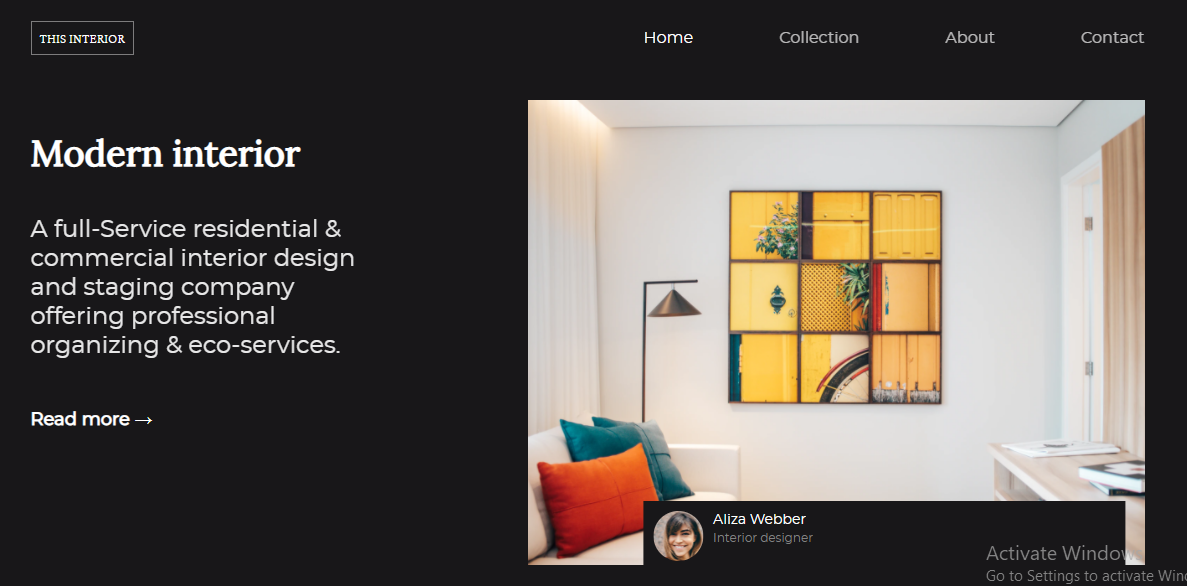 THIS INTERIOR
Home
Collection
About
Contact
Modern interior
A full-Service residential &
commercial interior design
and staging company
offering professional
organizing & eco-services.
Read more →
Aliza Webber
Interior designer
Activate Window
Go to Settings to activate Win